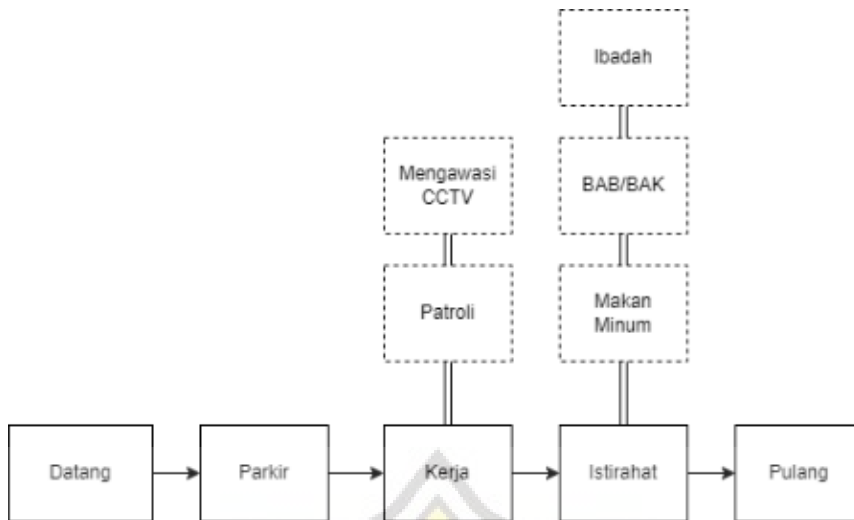 Ibadah
Mengawasi
CCTV
BAB/BAK
Patroli
Makan
Minum
Datang
Parkir
Kerja
Istirahat
Pulang